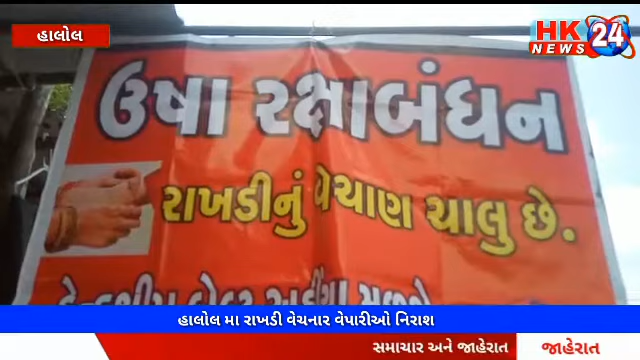 હાલોલ
HK 24
NEWS
ઉષા રક્ષાબંધન
રાખડીનું વેચાણ ચાલુ છે.
હાલોલ મા રાખડી વેચનાર વેપારીઓ નિરાશ
સમાચાર અને જાહેરાત
જાહેરાત